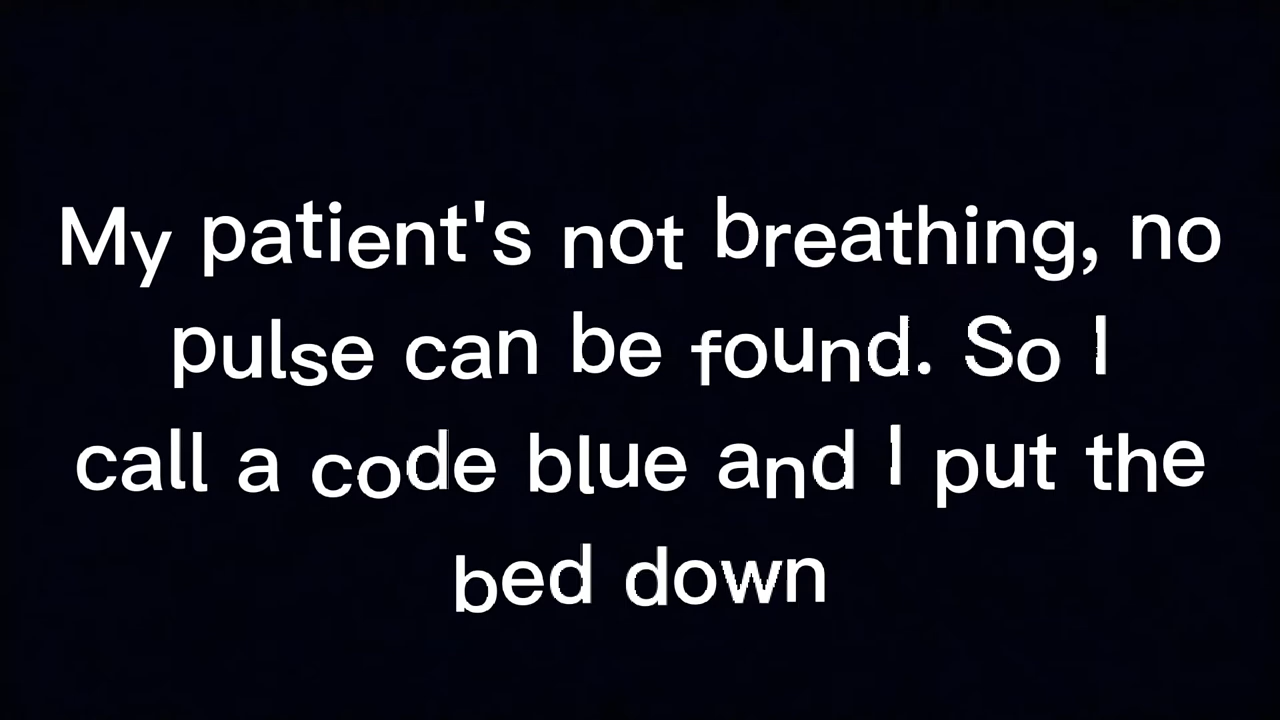 My patient's not breathing, no
pulse can be found. So I
call a code blue and I put the
bed down